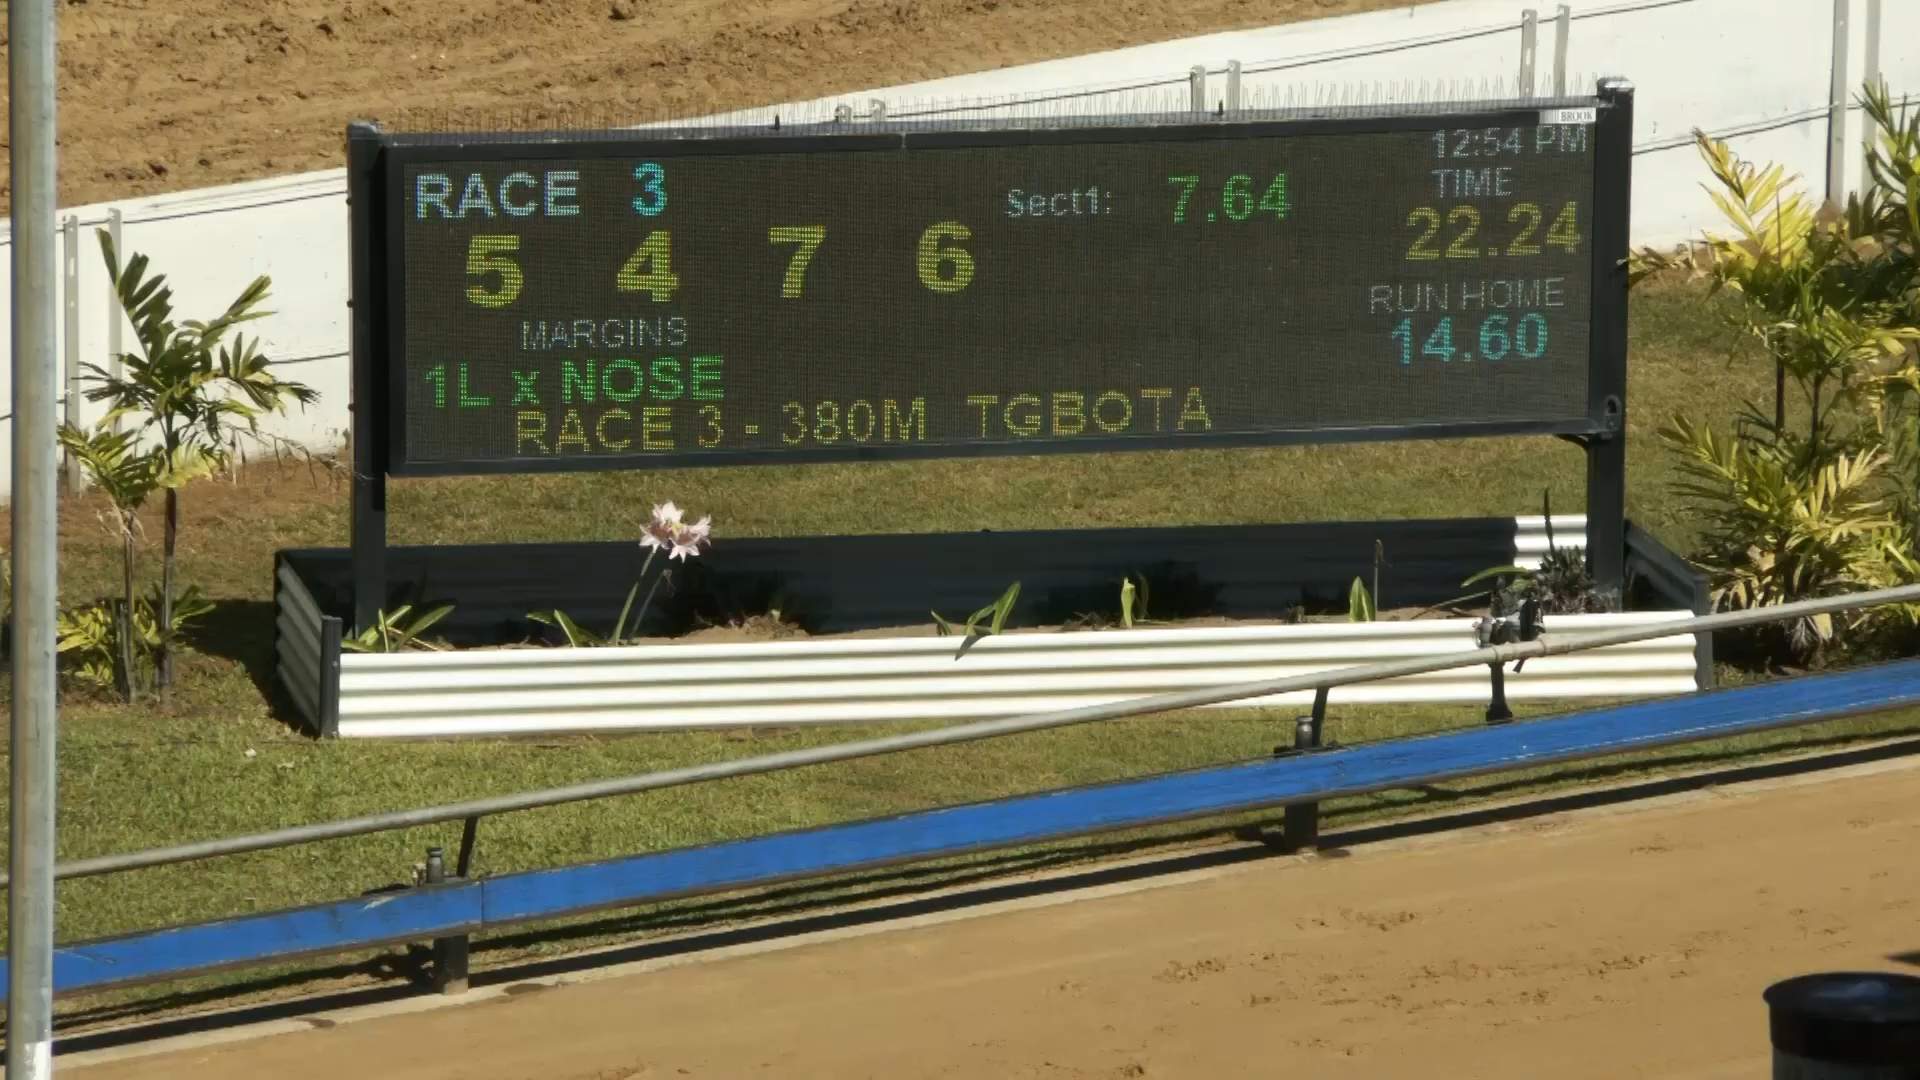 BROOK
12:54 PM
RACE 3
Sect1: 7.64
TIME
22.24
5 4 7 6
RUN HOME
14.60
MARGINS
1L x NOSE
RACE 3 - 380M TGBOTA